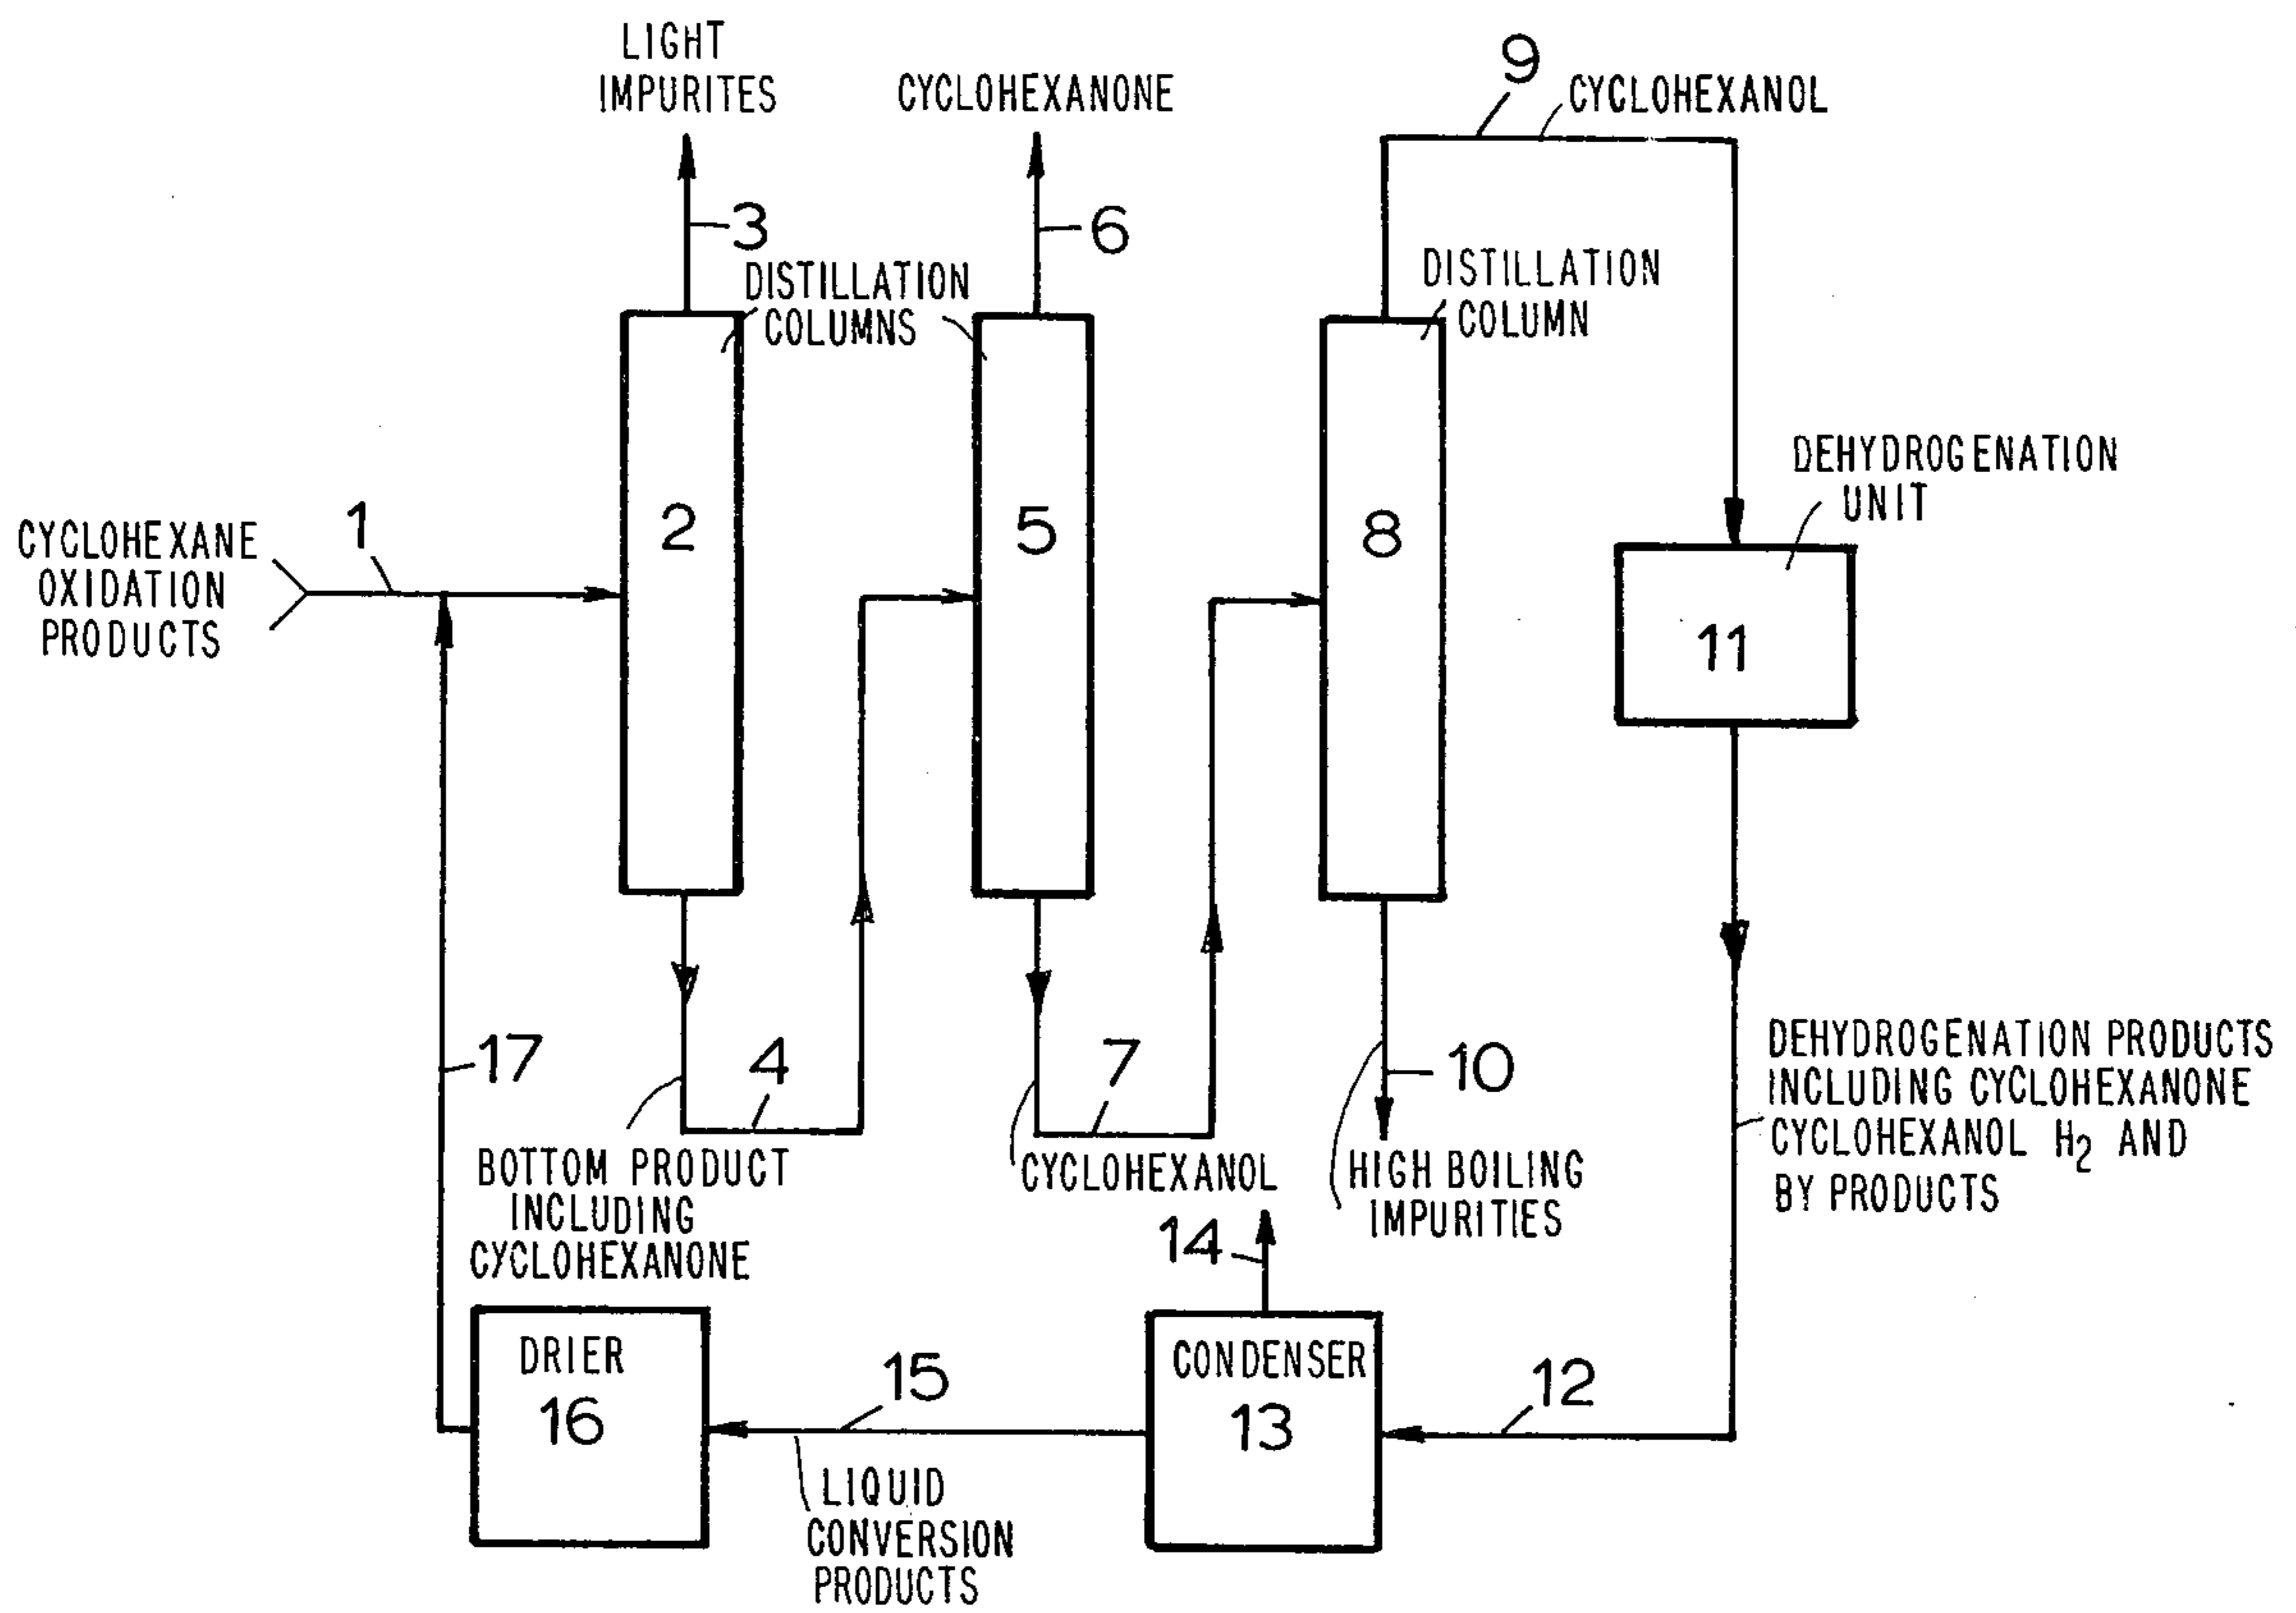 LIGHT
IMPURITES
CYCLOHEXANONE
9
CYCLOHEXANOL
3
6
DISTILLATION
COLUMNS
DISTILLATION
COLUMN
DEHYDROGENATION
UNIT
CYCLOHEXANE
OXIDATION
PRODUCTS
1
2
5
8
11
17
4
7
10
BOTTOM PRODUCT
INCLUDING
CYCLOHEXANONE
CYCLOHEXANOL
HIGH BOILING
IMPURITIES
DEHYDROGENATION PRODUCTS
INCLUDING CYCLOHEXANONE
CYCLOHEXANOL H2 AND
BY PRODUCTS
14
DRIER
16
15
CONDENSER
13
12
LIQUID
CONVERSION
PRODUCTS